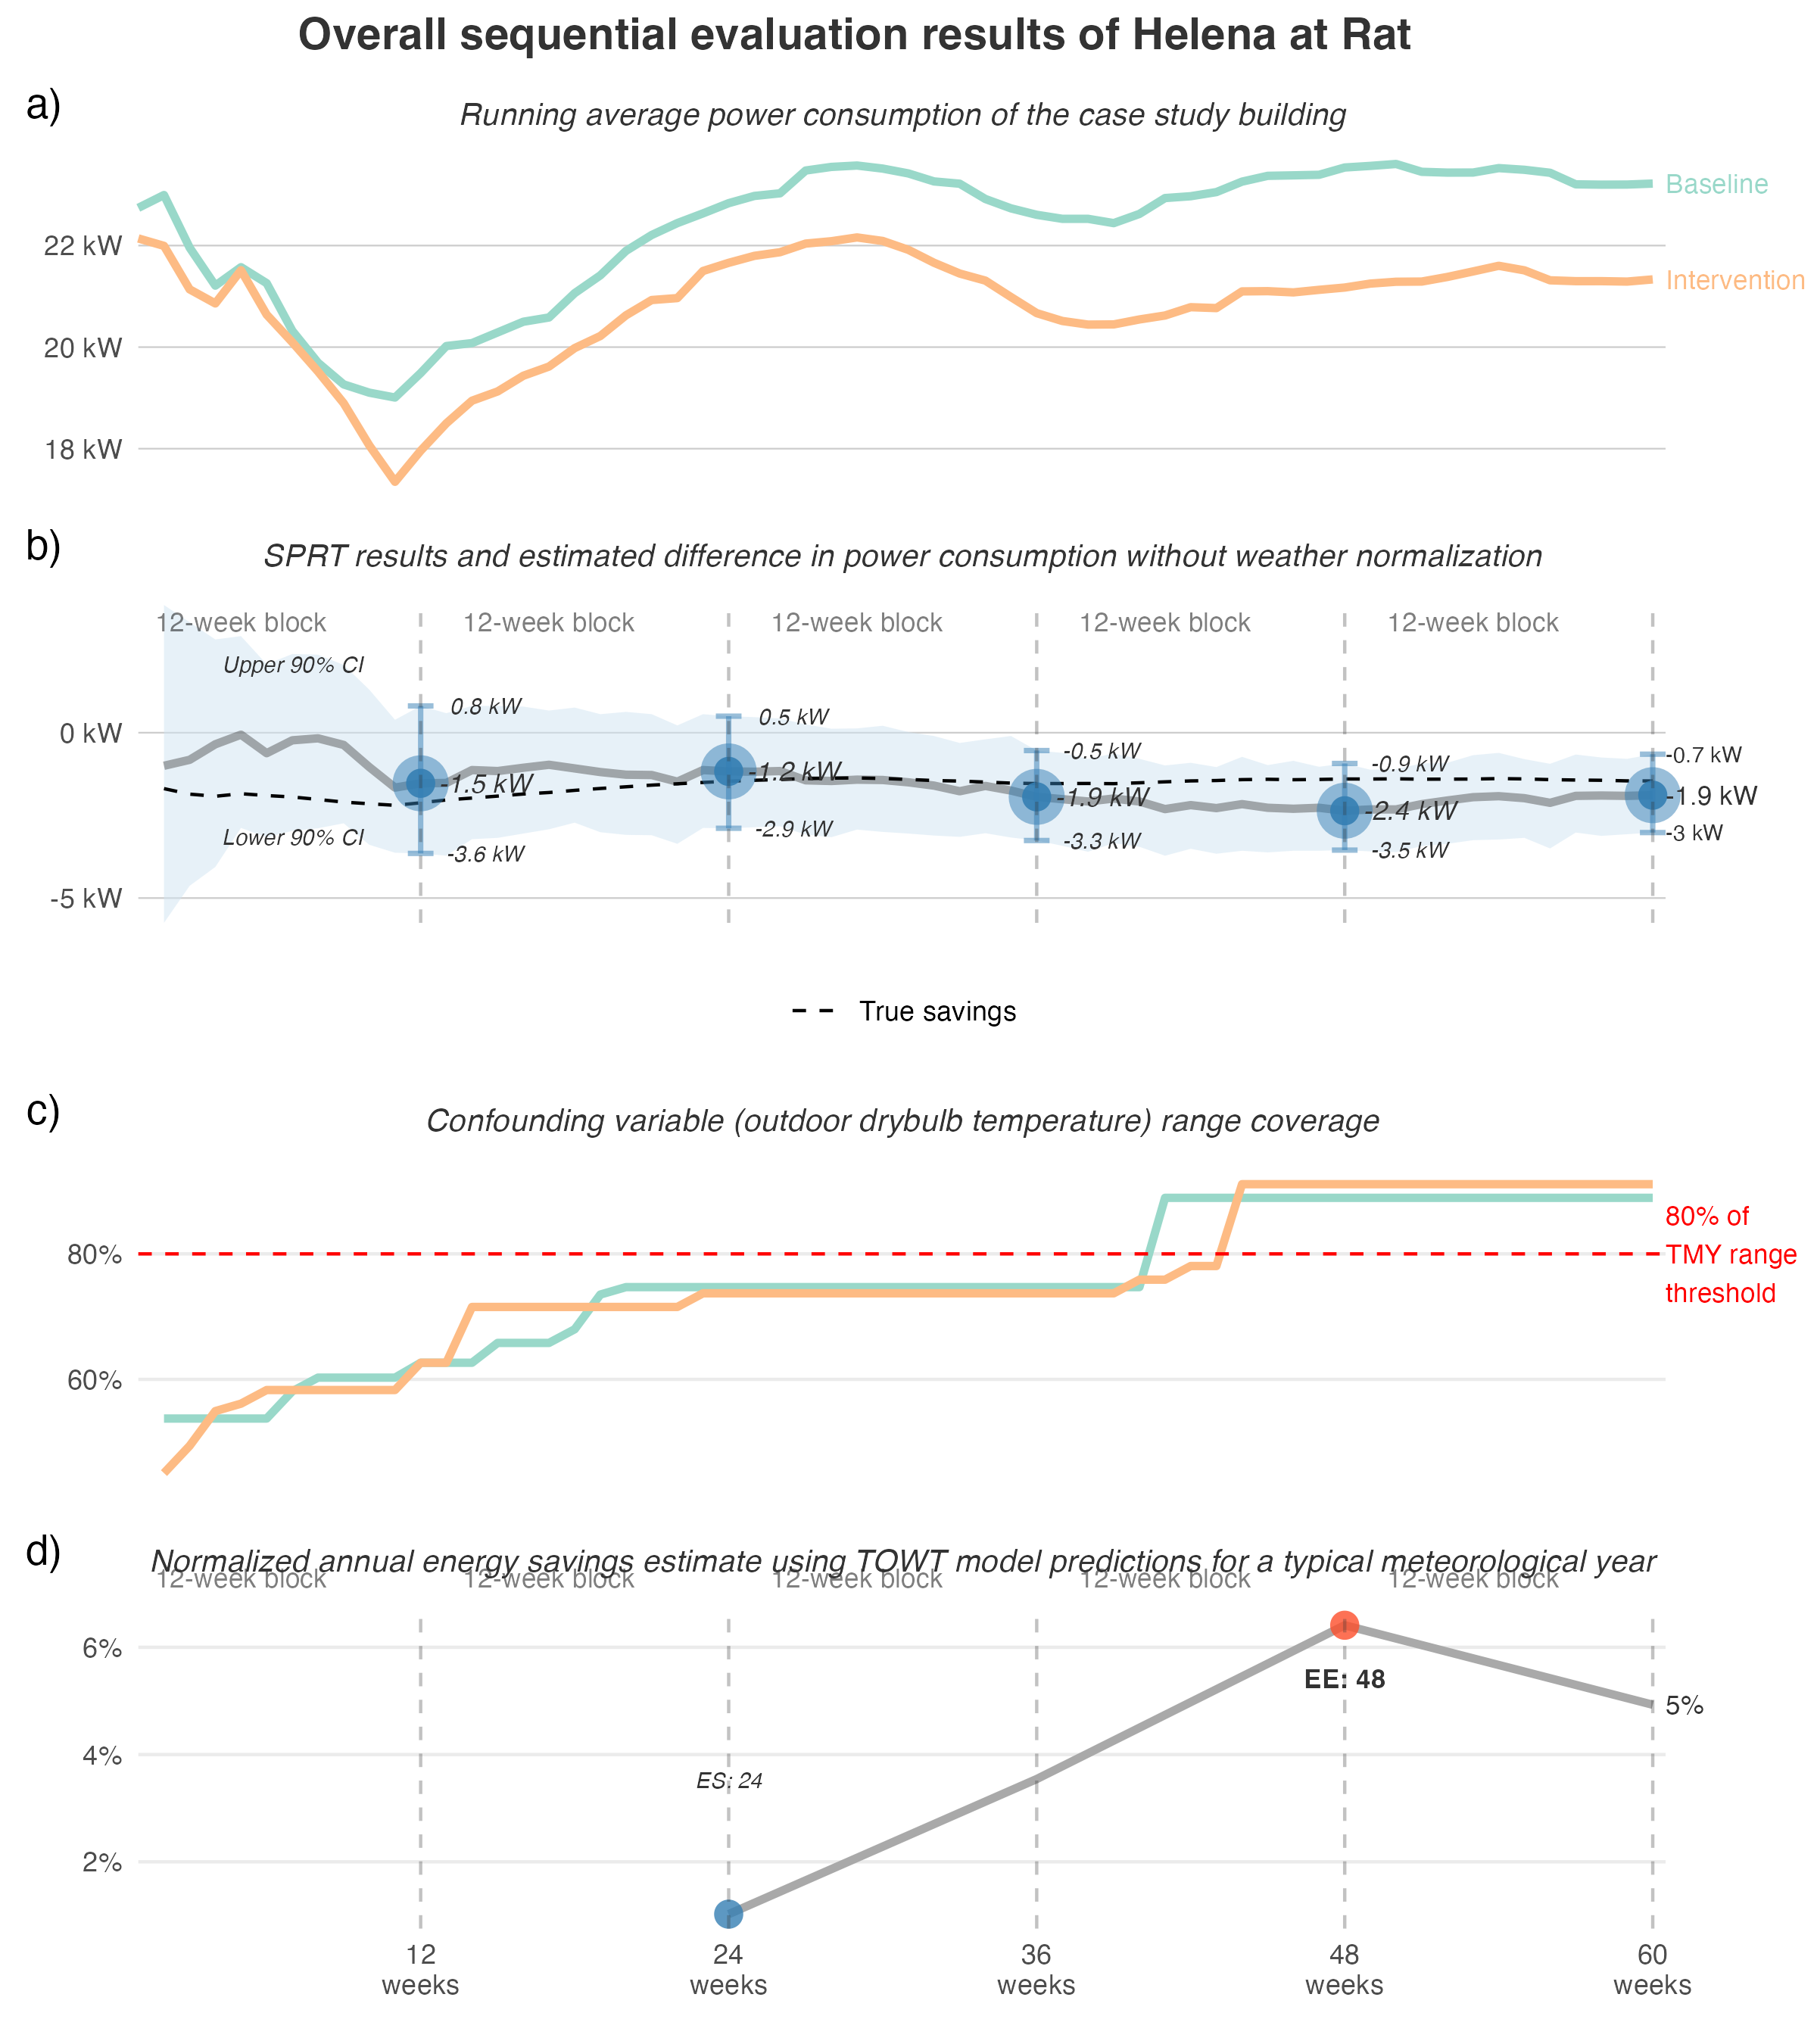 Overall sequential evaluation results of Helena at Rat
a)
Running average power consumption of the case study building
Baseline
22 kW
Intervention
20 kW
18 kW
b)
SPRT results and estimated difference in power consumption without weather normalization
12-week block 12-week block 12-week block 12-week block 12-week block
Upper 90% CI
0.8 kW
0.5 kW
0 kW
-0.5 kW
-0.9 kW
-0.7 kW
-1.5 kW
-1.2 kW
-1.9 kW
-2.4 kW
-1.9 kW
Lower 90% CI
-3.6 kW
-2.9 kW
-3.3 kW
-3.5 kW
-3 kW
-5 kW
True savings
c)
Confounding variable (outdoor drybulb temperature) range coverage
80% of
TMY range
threshold
80%
60%
d)
Normalized annual energy savings estimate using TOWT model predictions for a typical meteorological year
12-week block 12-week block 12-week block 12-week block 12-week block
6%
EE: 48
5%
4%
ES: 24
2%
12 24 36 48 60
weeks weeks weeks weeks weeks